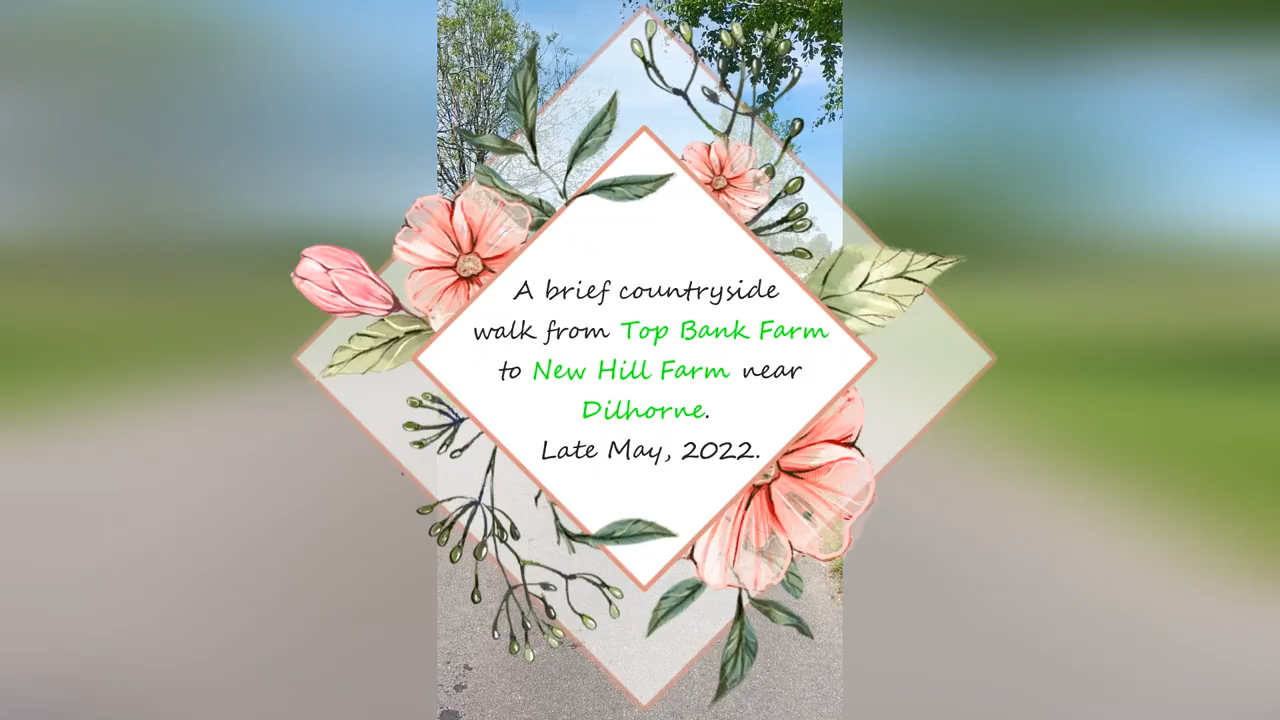 A brief countryside
walk from Top Bank Farm
to New Hill Farm near
Dilhorne.
Late May, 2022.